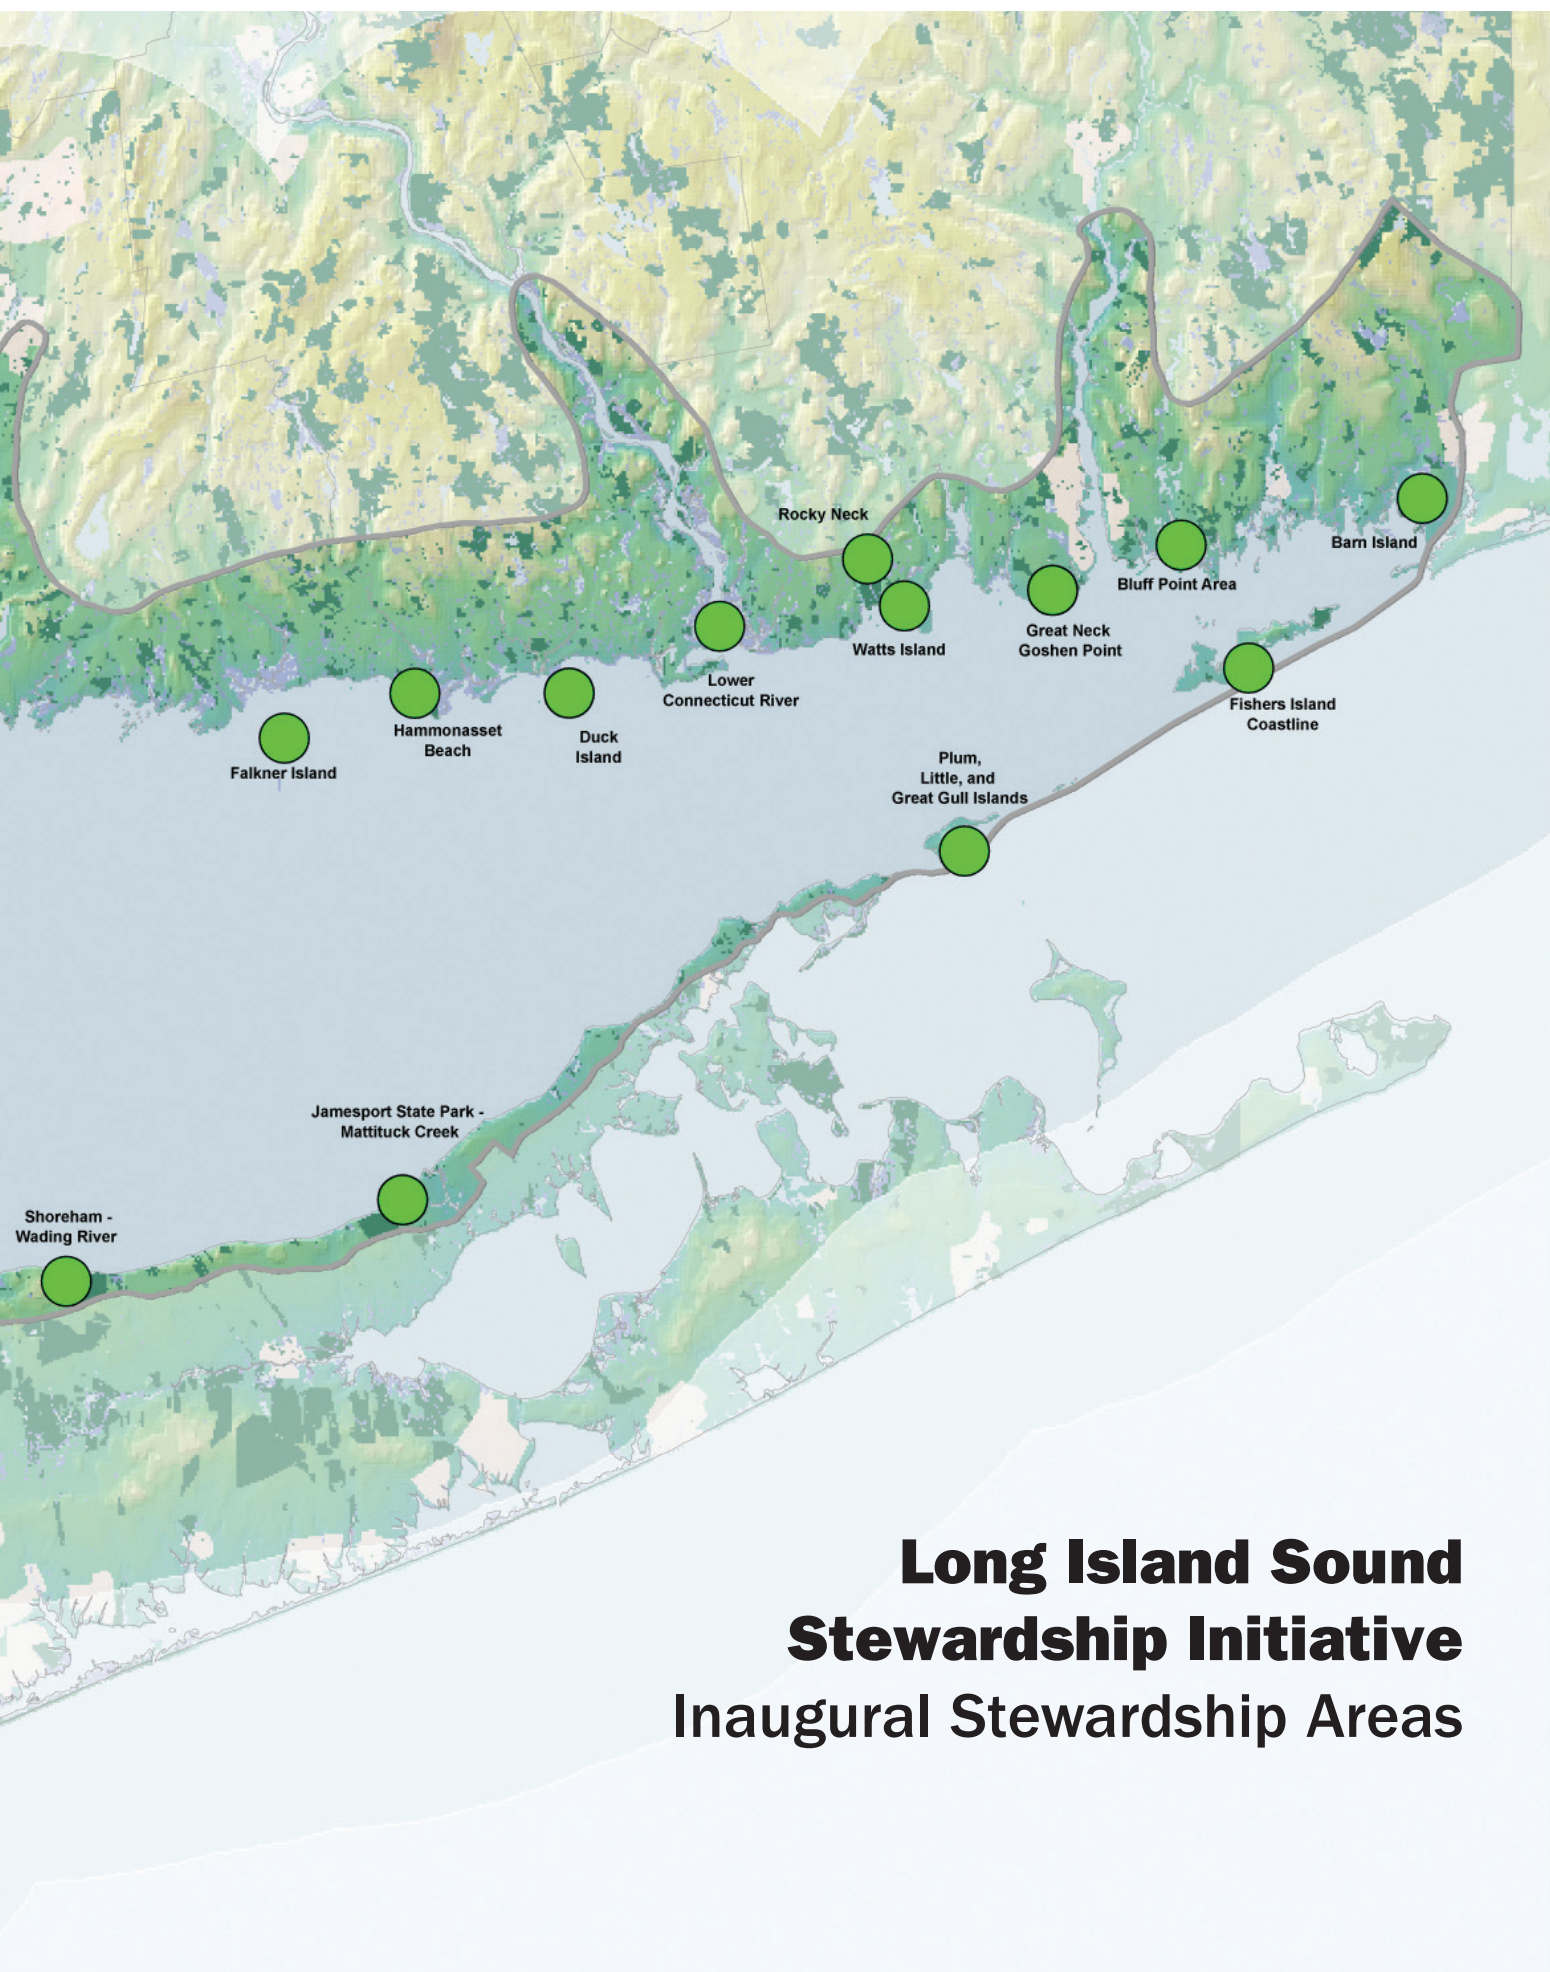 Rocky Neck
Barn Island
Bluff Point Area
Great Neck
Goshen Point
Watts Island
Lower
Connecticut River
Fishers Island
Coastline
Hammonasset
Beach
Duck
Island
Falkner Island
Plum,
Little, and
Great Gull Islands
Jamesport State Park -
Mattituck Creek
Shoreham -
Wading River
Long Island Sound
Stewardship Initiative
Inaugural Stewardship Areas